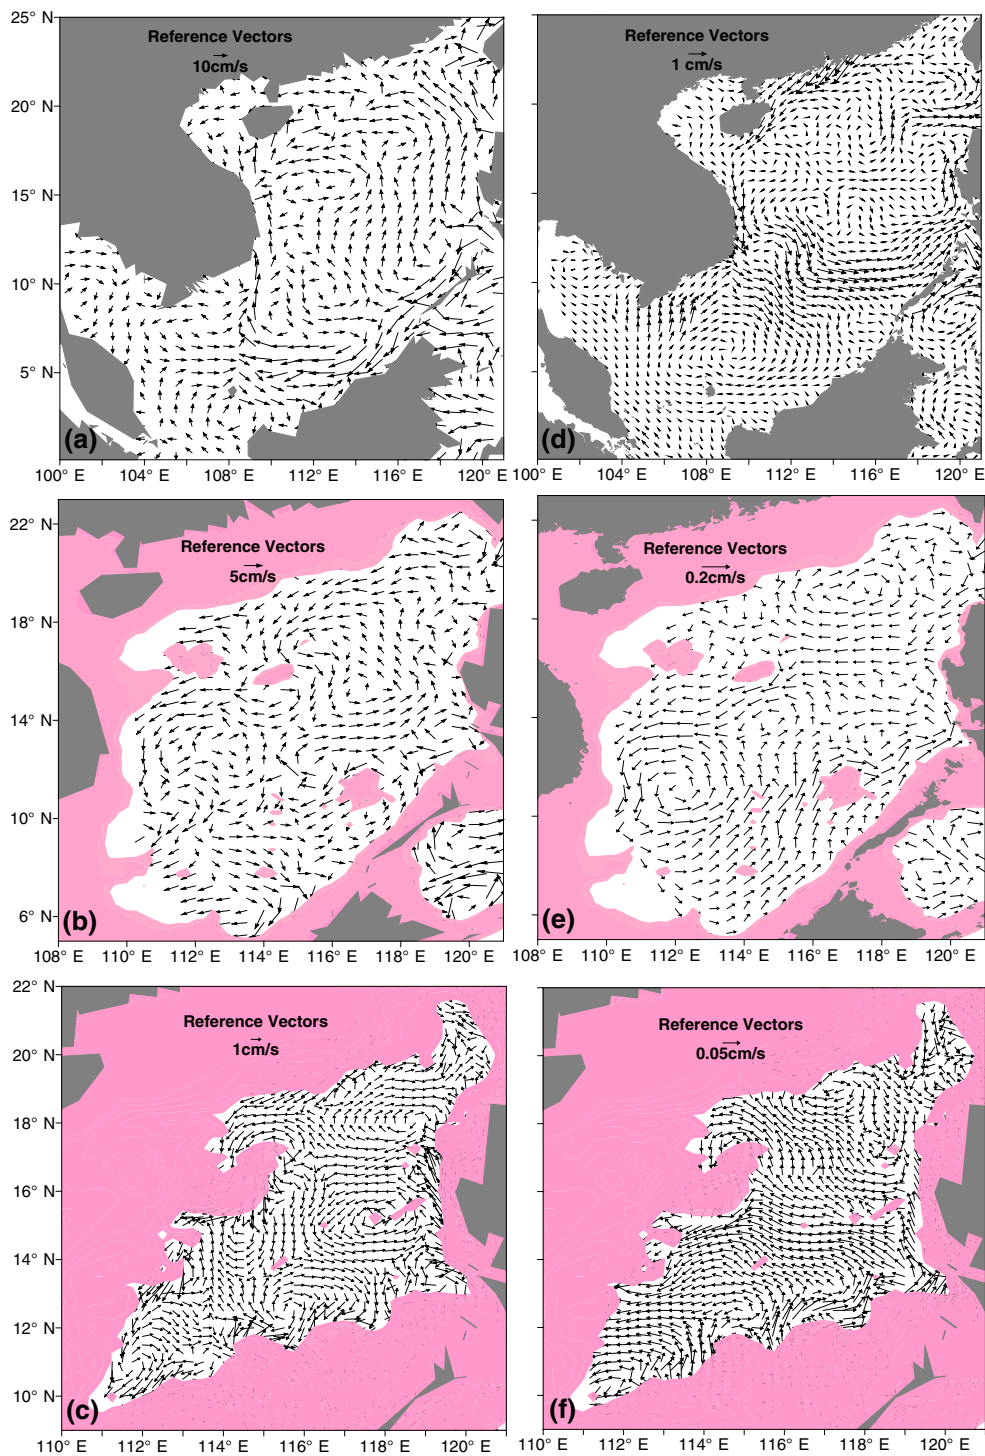 25° N
20° N
15° N
10° N
5° N
Reference Vectors
10cm/s
(a)
100° E 104° E 108° E 112° E 116° E 120° E
Reference Vectors
1 cm/s
(d)
100° E 104° E 108° E 112° E 116° E 120° E
22° N
18° N
14° N
10° N
6° N
Reference Vectors
5cm/s
(b)
108° E 110° E 112° E 114° E 116° E 118° E 120° E
Reference Vectors
0.2cm/s
(e)
108° E 110° E 112° E 114° E 116° E 118° E 120° E
22° N
20° N
18° N
16° N
14° N
12° N
10° N
Reference Vectors
1cm/s
(c)
110° E 112° E 114° E 116° E 118° E 120° E
Reference Vectors
0.05cm/s
(f)
110° E 112° E 114° E 116° E 118° E 120° E